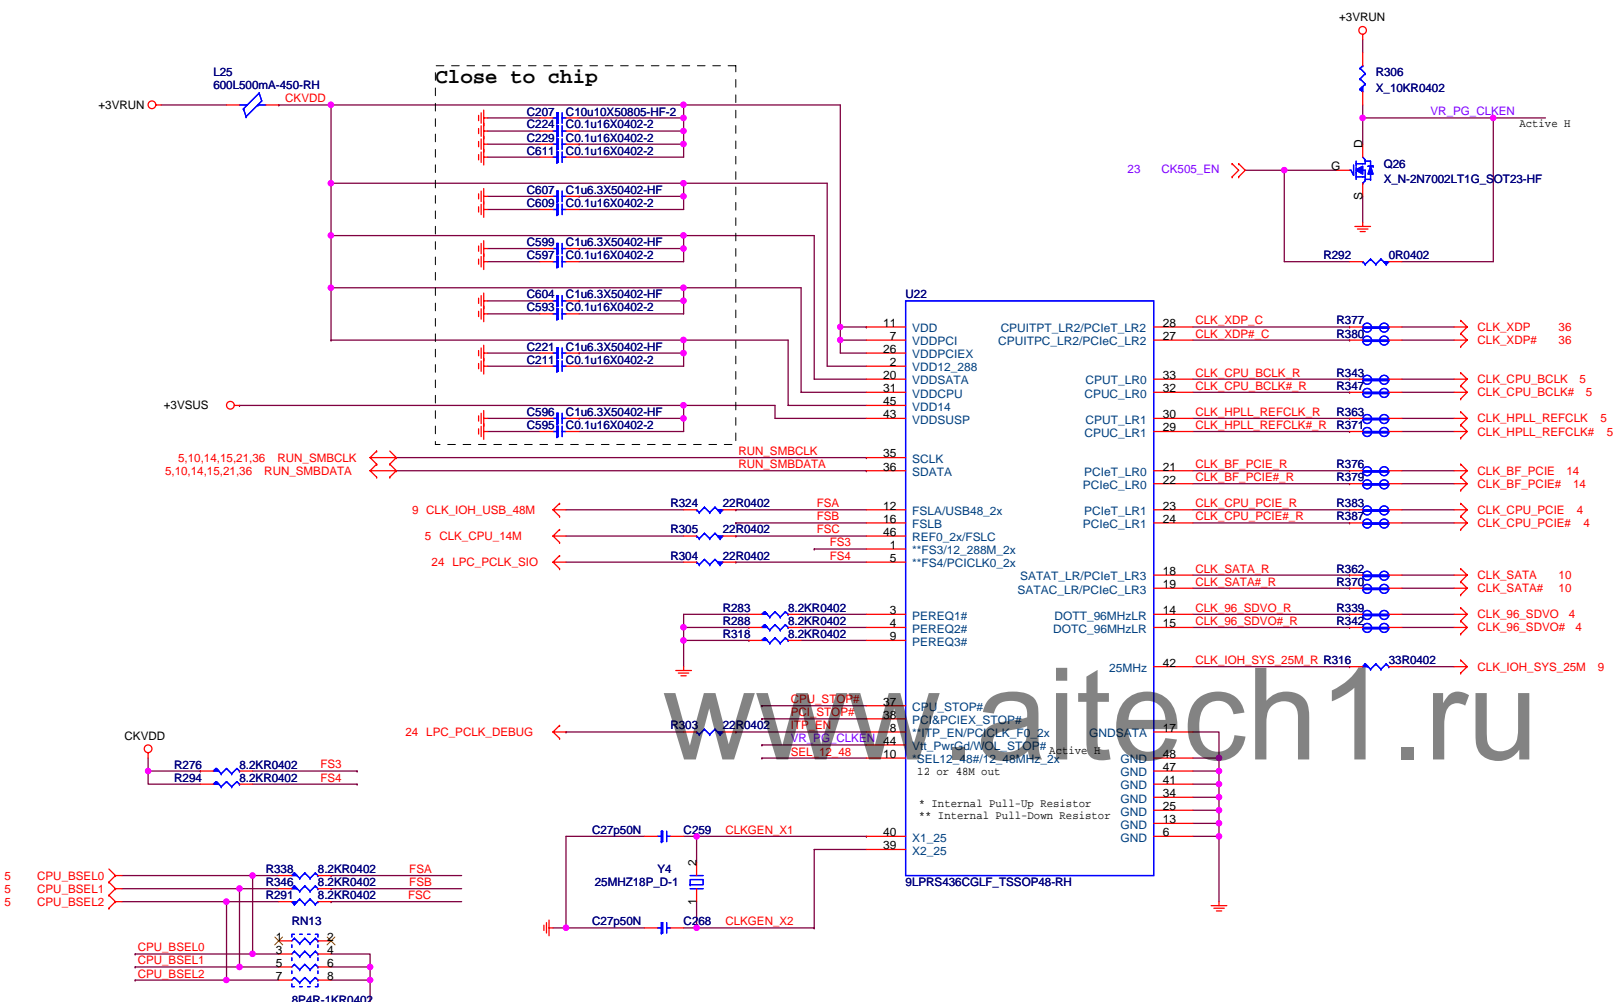 +3VRUN
R306
X_10KR0402
VR_PG_CLKEN
Active H
D
G
S
Q26
X_N-2N7002LT1G_SOT23-HF
23 CK505_EN
R292 0R0402
L25
600L500mA-450-RH
+3VRUN
CKVDD
Close to chip
C207 C10u10X50805-HF-2
C224 C0.1u16X0402-2
C229 C0.1u16X0402-2
C611 C0.1u16X0402-2
C607 C1u6.3X50402-HF
C609 C0.1u16X0402-2
C599 C1u6.3X50402-HF
C597 C0.1u16X0402-2
C604 C1u6.3X50402-HF
C593 C0.1u16X0402-2
C221 C1u6.3X50402-HF
C211 C0.1u16X0402-2
+3VSUS
C596 C1u6.3X50402-HF
C595 C0.1u16X0402-2
5,10,14,15,21,36 RUN_SMBCLK RUN_SMBCLK
5,10,14,15,21,36 RUN_SMBDATA RUN_SMBDATA
9 CLK_IOH_USB_48M R324 22R0402 FSA
FSB
5 CLK_CPU_14M R305 22R0402 FSC
FS3
24 LPC_PCLK_SIO R304 22R0402 FS4
R283 8.2KR0402
R288 8.2KR0402
R318 8.2KR0402
CPU_STOP#
PCI_STOP#
24 LPC_PCLK_DEBUG R303 22R0402 ITP_EN
VR_PG_CLKEN
SEL_12_48
U22
11 VDD
7 VDDPCI
26 VDDPCIEX
2 VDD12_288
20 VDDSATA
31 VDDCPU
45 VDD14
43 VDDSUSP
35 SCLK
36 SDATA
12 FSLA/USB48_2x
16 FSLB
46 REF0_2x/FSLC
1 **FS3/12_288M_2x
5 **FS4/PCICLK0_2x
3 PEREQ1#
4 PEREQ2#
9 PEREQ3#
37 CPU_STOP#
38 PCI&PCIEX_STOP#
8 **ITP_EN/PCICLK_F0_2x
44 Vtt_PwrGd/WOL_STOP# Active H
10 *SEL12_48#/12_48MHz_2x
12 or 48M out
* Internal Pull-Up Resistor
** Internal Pull-Down Resistor
40 X1_25
39 X2_25
9LPRS436CGLF_TSSOP48-RH
CPUITPT_LR2/PCIeT_LR2 28 CLK_XDP_C R377 CLK_XDP 36
CPUITPC_LR2/PCIeC_LR2 27 CLK_XDP#_C R380 CLK_XDP# 36
CPUT_LR0 33 CLK_CPU_BCLK_R R343 CLK_CPU_BCLK 5
CPUC_LR0 32 CLK_CPU_BCLK#_R R347 CLK_CPU_BCLK# 5
CPUT_LR1 30 CLK_HPLL_REFCLK_R R363 CLK_HPLL_REFCLK 5
CPUC_LR1 29 CLK_HPLL_REFCLK#_R R371 CLK_HPLL_REFCLK# 5
PCIeT_LR0 21 CLK_BF_PCIE_R R376 CLK_BF_PCIE 14
PCIeC_LR0 22 CLK_BF_PCIE#_R R379 CLK_BF_PCIE# 14
PCIeT_LR1 23 CLK_CPU_PCIE_R R383 CLK_CPU_PCIE 4
PCIeC_LR1 24 CLK_CPU_PCIE#_R R387 CLK_CPU_PCIE# 4
SATAT_LR/PCIeT_LR3 18 CLK_SATA_R R362 CLK_SATA 10
SATAC_LR/PCIeC_LR3 19 CLK_SATA#_R R370 CLK_SATA# 10
DOTT_96MHzLR 14 CLK_96_SDVO_R R339 CLK_96_SDVO 4
DOTC_96MHzLR 15 CLK_96_SDVO#_R R342 CLK_96_SDVO# 4
25MHz 42 CLK_IOH_SYS_25M_R R316 33R0402 CLK_IOH_SYS_25M 9
GNDSATA 17
GND 48
GND 47
GND 41
GND 34
GND 25
GND 13
GND 6
www.aitech1.ru
CKVDD
R276 8.2KR0402 FS3
R294 8.2KR0402 FS4
C27p50N C259 CLKGEN_X1
Y4
25MHZ18P_D-1
2
1
C27p50N C268 CLKGEN_X2
5 CPU_BSEL0 R338 8.2KR0402 FSA
5 CPU_BSEL1 R346 8.2KR0402 FSB
5 CPU_BSEL2 R291 8.2KR0402 FSC
RN13
1 2
CPU_BSEL0 3 4
CPU_BSEL1 5 6
CPU_BSEL2 7 8
8P4R-1KR0402